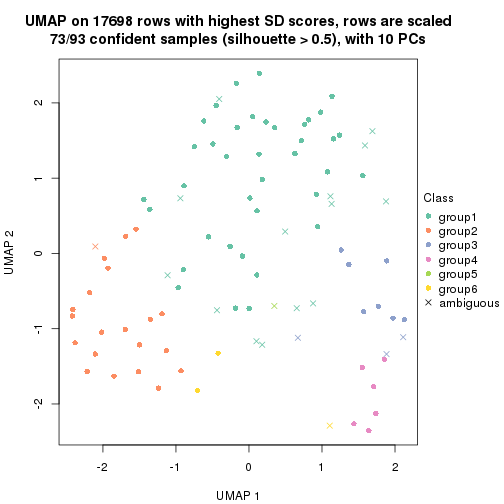 UMAP on 17698 rows with highest SD scores, rows are scaled
73/93 confident samples (silhouette > 0.5), with 10 PCs
2
1
0
-1
-2
UMAP 2
-2
-1
0
1
2
UMAP 1
Class
group1
group2
group3
group4
group5
group6
ambiguous